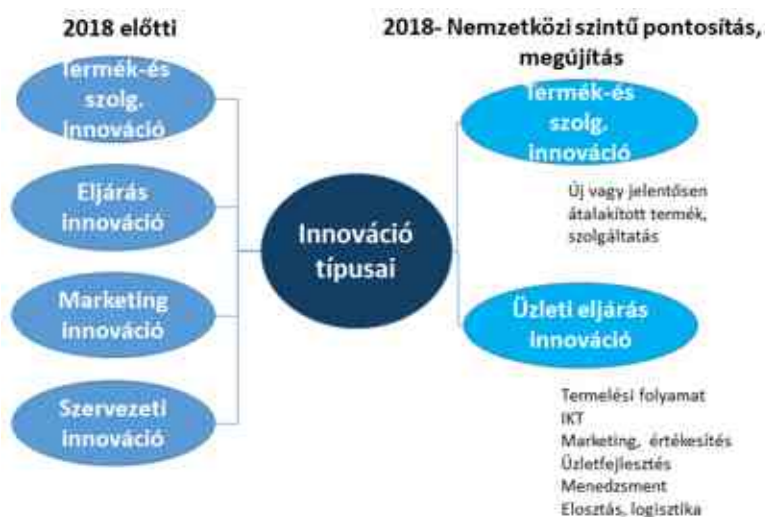 2018 előtti
Termék-és
szolg.
innováció
Eljárás
innováció
Marketing
innováció
Szervezeti
innováció
Innováció
típusai
2018- Nemzetközi szintű pontosítás,
megújítás
Termék-és
szolg.
innováció
Új vagy jelentősen
átalakított termék,
szolgáltatás
Üzleti eljárás
innováció
Termelési folyamat
IKT
Marketing, értékesítés
Üzletfejlesztés
Menedzsment
Elosztás, logisztika